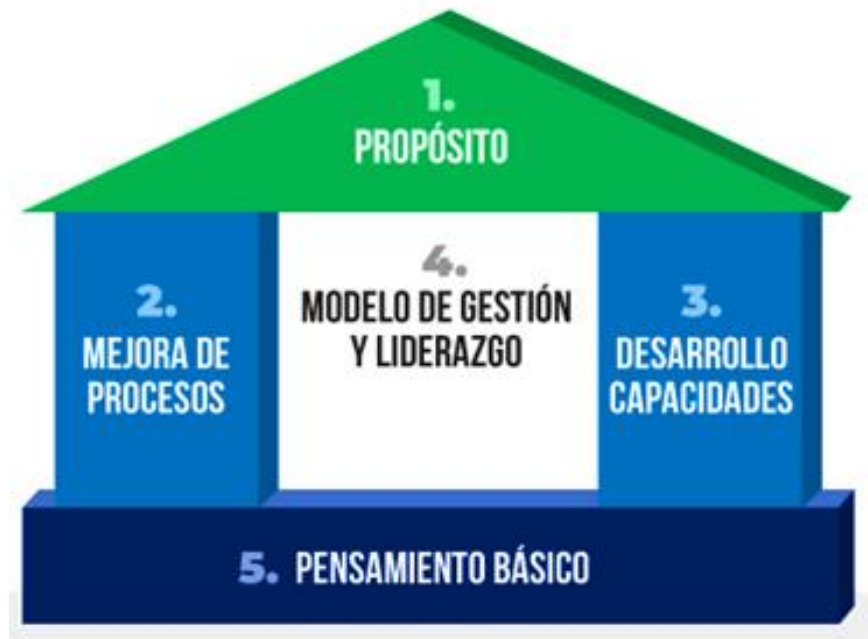 1.
PROPÓSITO
2.
MEJORA DE
PROCESOS
4.
MODELO DE GESTIÓN
Y LIDERAZGO
3.
DESARROLLO
CAPACIDADES
5. PENSAMIENTO BÁSICO